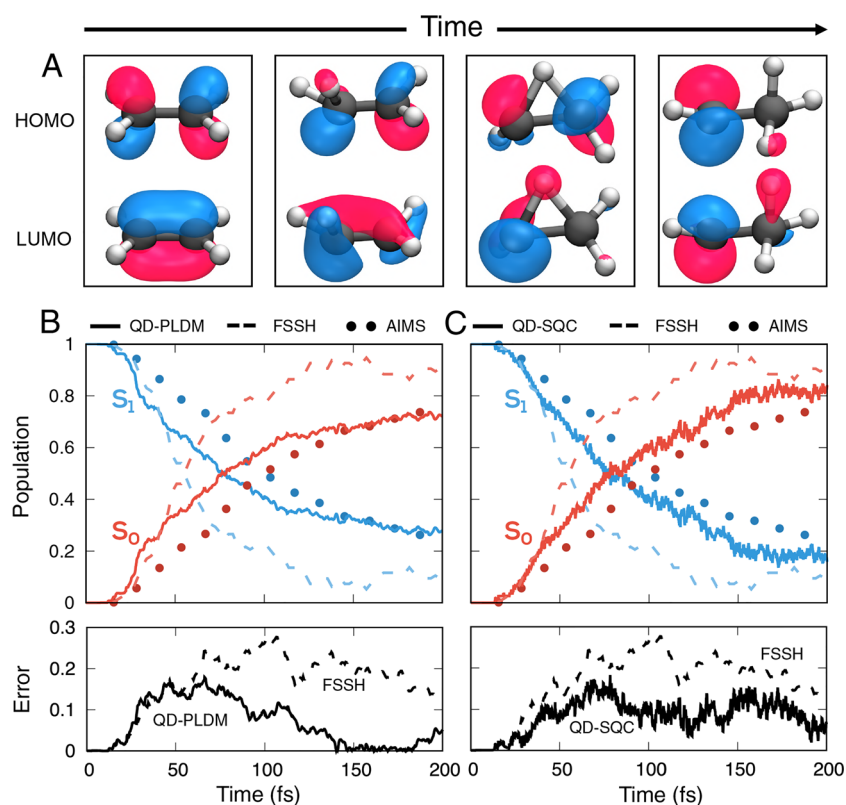 Time
A
HOMO
LUMO
B QD-PLDM FSSH AIMS
C QD-SQC FSSH AIMS
1
0.8
0.6
0.4
0.2
0
Population
S1
S0
S1
S0
0.3
0.2
0.1
0
Error
FSSH
QD-PLDM
FSSH
QD-SQC
0 50 100 150 200
0 50 100 150 200
Time (fs)
Time (fs)